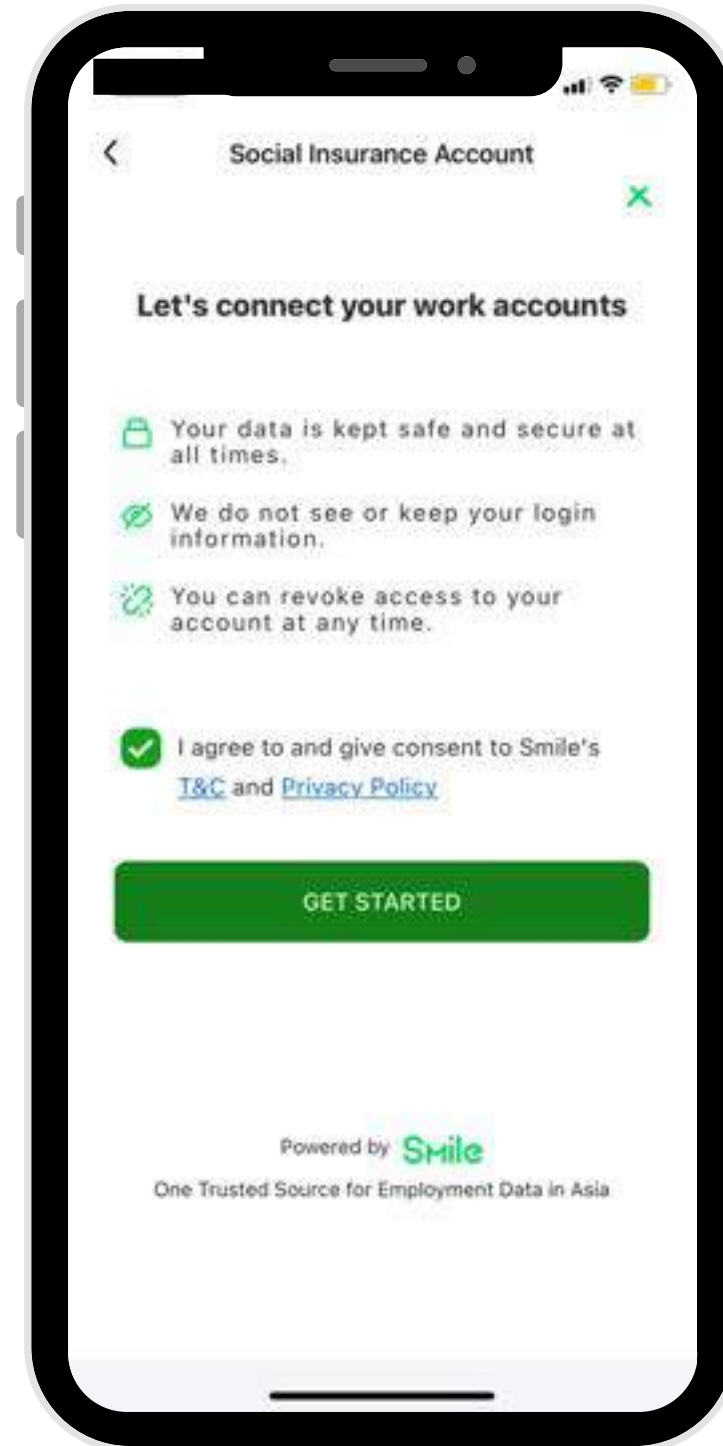 Social Insurance Account
Let's connect your work accounts
Your data is kept safe and secure at
all times.
We do not see or keep your login
information.
You can revoke access to your
account at any time.
I agree to and give consent to Smile's
T&C and Privacy Policy
GET STARTED
Powered by Smile
One Trusted Source for Employment Data in Asia